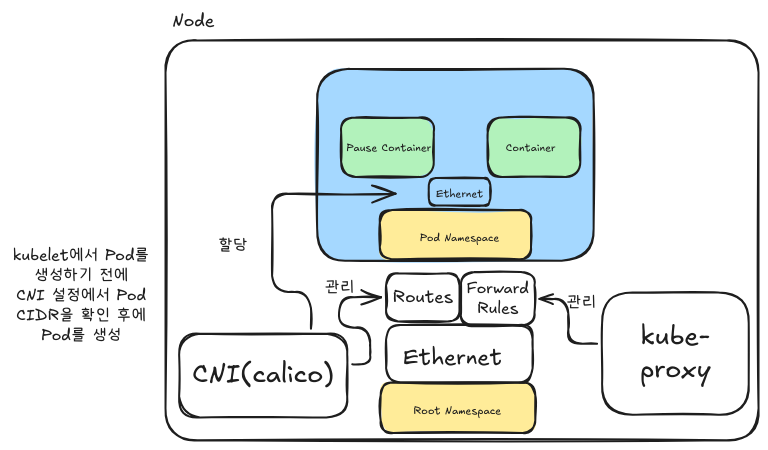 Node
Pause Container
Container
Ethernet
Pod Namespace
할당
kubelet에서 Pod를
생성하기 전에
CNI 설정에서 Pod
CIDR을 확인 후에
Pod를 생성
관리
Routes
Forward
Rules
관리
CNI(calico)
Ethernet
kube-
proxy
Root Namespace